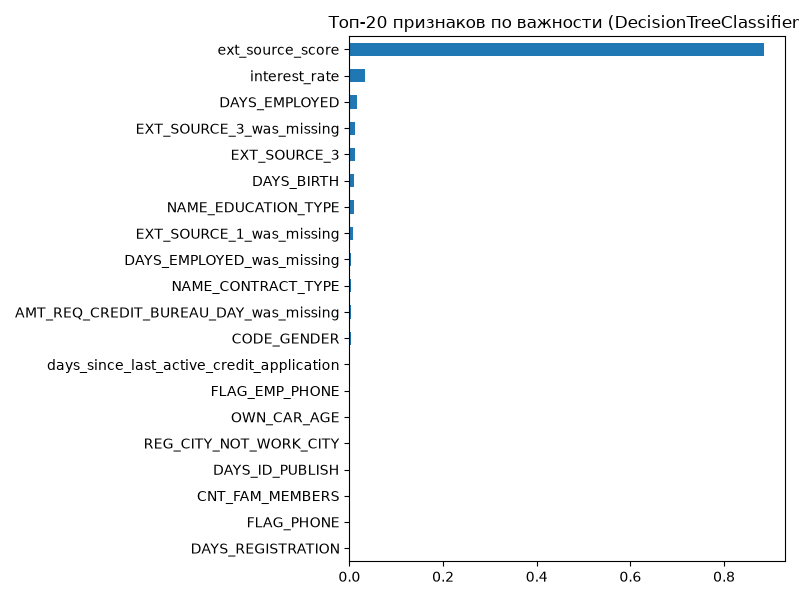 Топ-20 признаков по важности (DecisionTreeClassifier
ext_source_score
interest_rate
DAYS_EMPLOYED
EXT_SOURCE_3_was_missing
EXT_SOURCE_3
DAYS_BIRTH
NAME_EDUCATION_TYPE
EXT_SOURCE_1_was_missing
DAYS_EMPLOYED_was_missing
NAME_CONTRACT_TYPE
AMT_REQ_CREDIT_BUREAU_DAY_was_missing
CODE_GENDER
days_since_last_active_credit_application
FLAG_EMP_PHONE
OWN_CAR_AGE
REG_CITY_NOT_WORK_CITY
DAYS_ID_PUBLISH
CNT_FAM_MEMBERS
FLAG_PHONE
DAYS_REGISTRATION
0.0 0.2 0.4 0.6 0.8